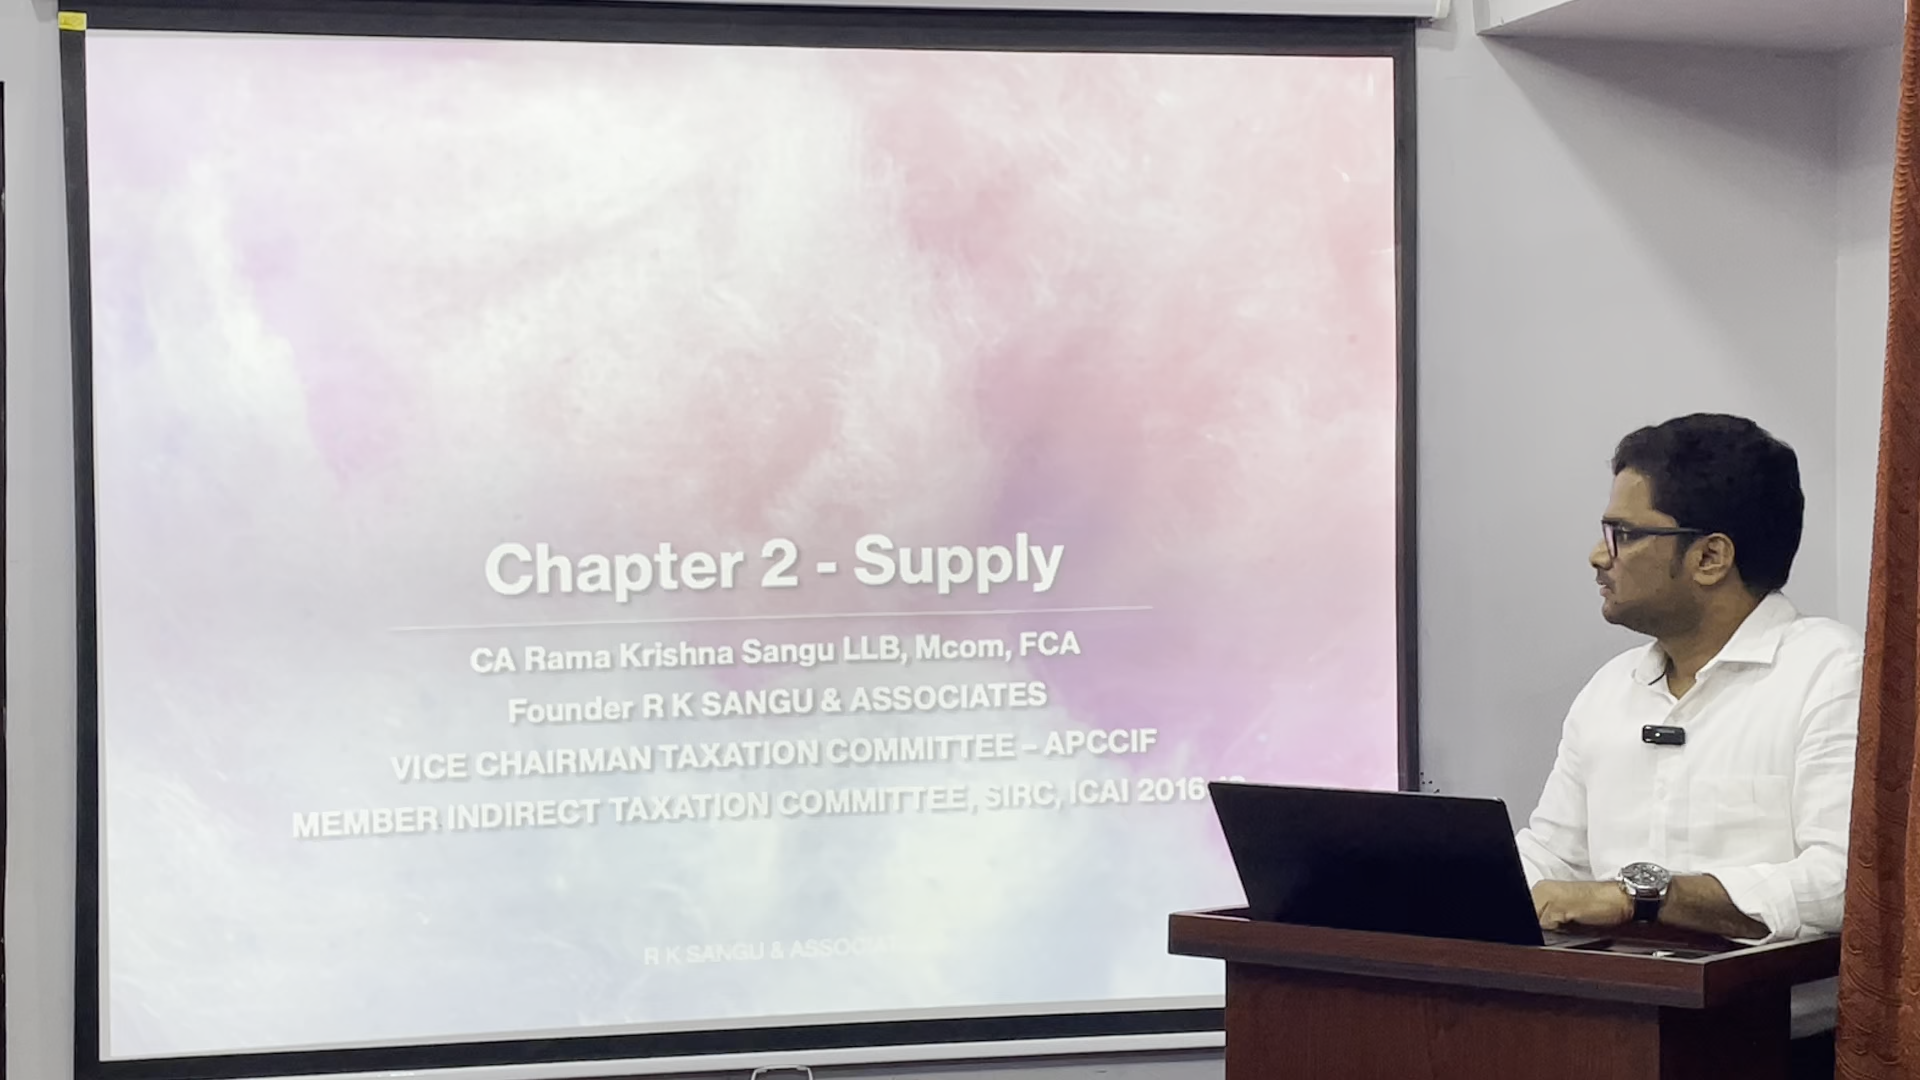 Chapter 2 - Supply
CA Rama Krishna Sangu LLB, Mcom, FCA
Founder R K SANGU & ASSOCIATES
VICE CHAIRMAN TAXATION COMMITTEE – APCCIF
MEMBER INDIRECT TAXATION COMMITTEE, SIRC, ICAI 2016
R K SANGU &